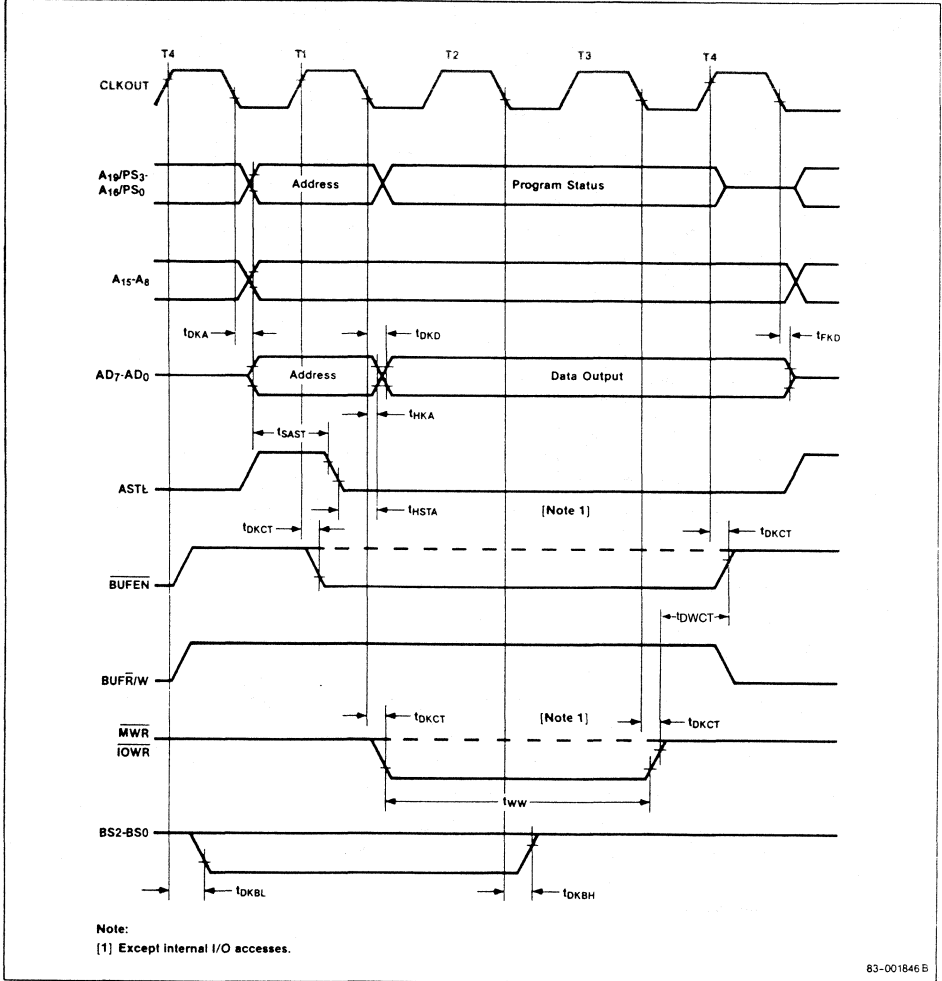 T4 T1 T2 T3 T4
CLKOUT
A19/PS3-
A16/PS0
Address
Program Status
A15-A8
tDKA
tDKD
tFKD
AD7-AD0
Address
Data Output
tHKA
tSAST
ASTL
tHSTA
[Note 1]
tDKCT
tDKCT
BUFEN
tDWCT
BUFR/W
tDKCT
[Note 1]
tDKCT
MWR
IOWR
tWW
BS2-BS0
tDKBL
tDKBH
Note:
[1] Except internal I/O accesses.
83-001846 B